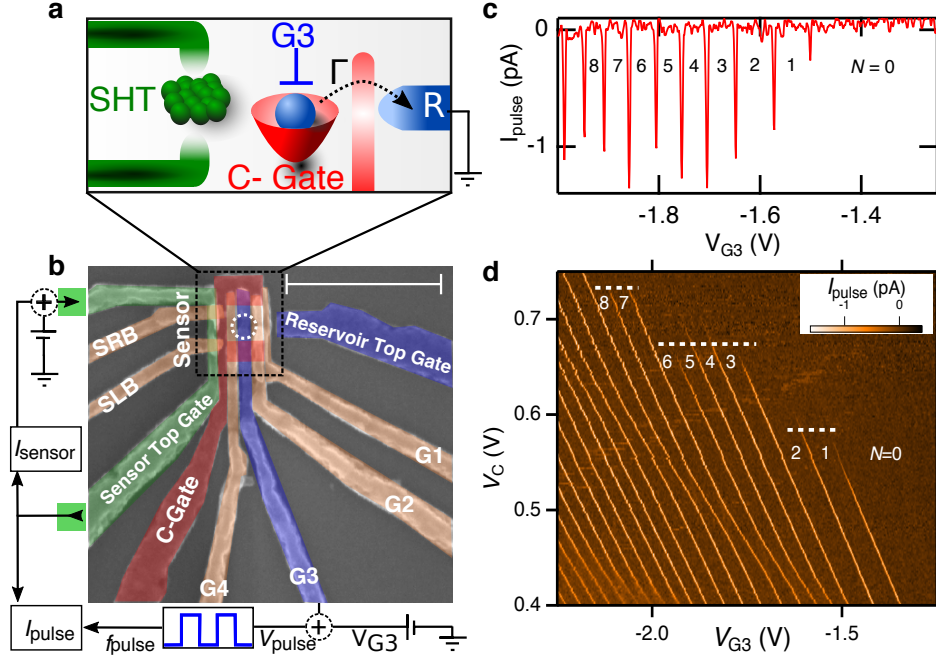 a
G3
Γ
SHT
R
C- Gate
b
Sensor
Reservoir Top Gate
SRB
SLB
Sensor Top Gate
C-Gate
G4
G3
G2
G1
+
I_sensor
I_pulse
f_pulse
V_pulse
+
V_G3
c
0
-1
I_pulse (pA)
8 7 6 5 4 3 2 1 N = 0
-1.8 -1.6 -1.4
V_G3 (V)
d
I_pulse (pA)
-1 0
0.7
0.6
0.5
0.4
V_C (V)
8 7
6 5 4 3
2 1
N=0
-2.0 -1.5
V_G3 (V)